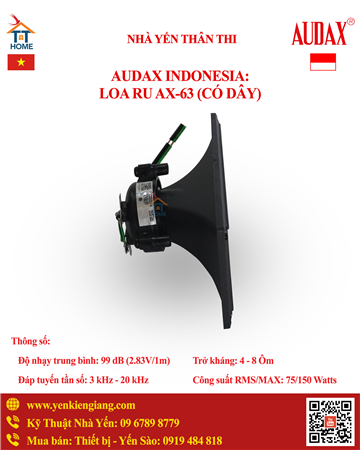 TT
HOME
NHÀ YẾN THÂN THI
AUDAX®
AUDAX INDONESIA:
LOA RU AX-63 (CÓ DÂY)
Thông số:
Độ nhạy trung bình: 99 dB (2.83V/1m)
Trở kháng: 4 - 8 Ôm
Đáp tuyến tần số: 3 kHz - 20 kHz
Công suất RMS/MAX: 75/150 Watts
www.yenkiengiang.com
Kỹ Thuật Nhà Yến: 09 6789 8779
Mua bán: Thiết bị - Yến Sào: 0919 484 818